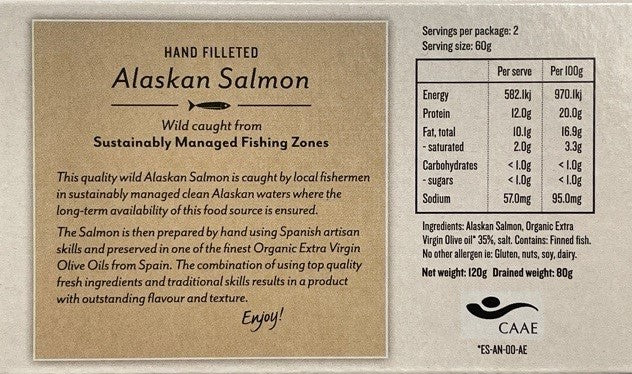 HAND FILLETED
Alaskan Salmon
Wild caught from
Sustainably Managed Fishing Zones
This quality wild Alaskan Salmon is caught by local fishermen
in sustainably managed clean Alaskan waters where the
long-term availability of this food source is ensured.
The Salmon is then prepared by hand using Spanish artisan
skills and preserved in one of the finest Organic Extra Virgin
Olive Oils from Spain. The combination of using top quality
fresh ingredients and traditional skills results in a product
with outstanding flavour and texture.
Enjoy!
Servings per package: 2
Serving size: 60g
Per serve Per 100g
Energy 582.1kj 970.1kj
Protein 12.0g 20.0g
Fat, total 10.1g 16.9g
- saturated 2.0g 3.3g
Carbohydrates < 1.0g < 1.0g
- sugars < 1.0g < 1.0g
Sodium 57.0mg 95.0mg
Ingredients: Alaskan Salmon, Organic Extra
Virgin Olive oil* 35%, salt. Contains: Finned fish.
No other allergen ie: Gluten, nuts, soy, dairy.
Net weight: 120g Drained weight: 80g
CAAE
*ES-AN-00-AE